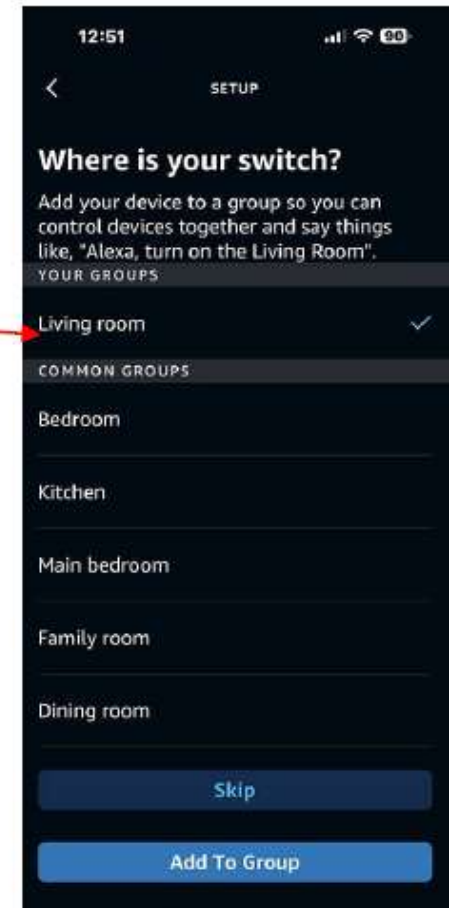 12:51
90
SETUP
Where is your switch?
Add your device to a group so you can
control devices together and say things
like, "Alexa, turn on the Living Room".
YOUR GROUPS
Living room
COMMON GROUPS
Bedroom
Kitchen
Main bedroom
Family room
Dining room
Skip
Add To Group